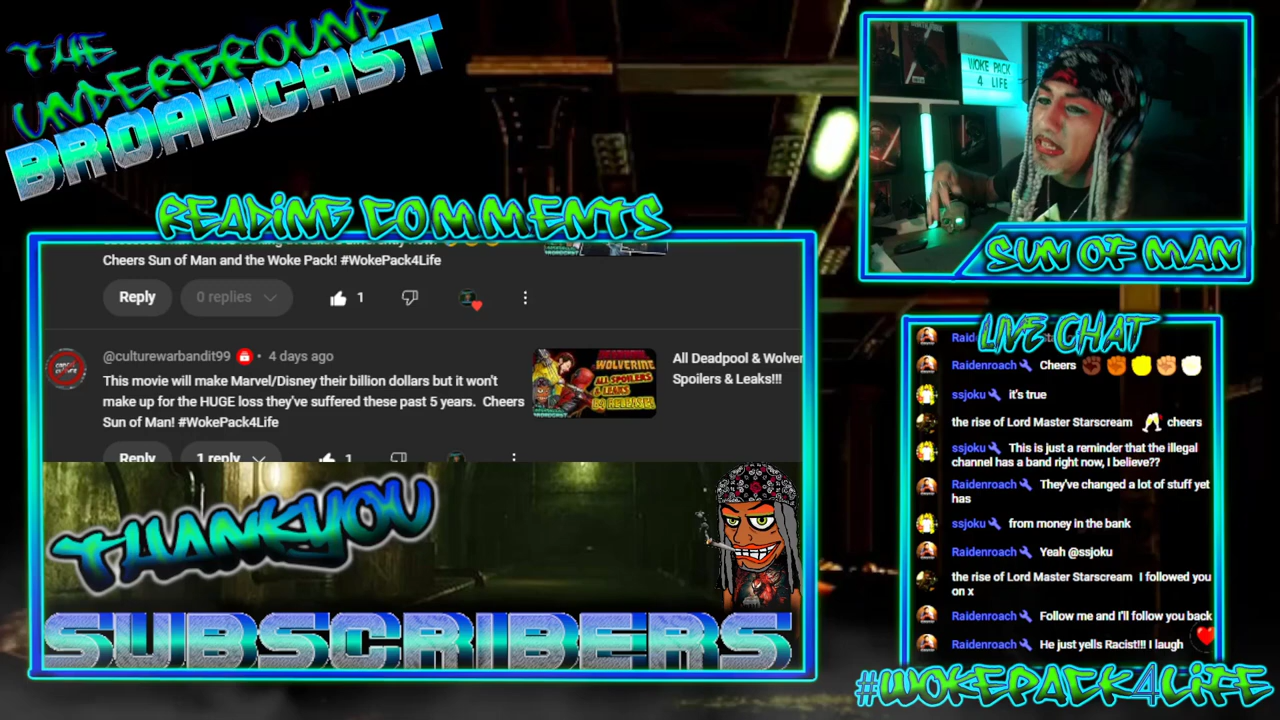 THE
UNDERGROUND
BROADCAST
READING COMMENTS
Cheers Sun of Man and the Woke Pack! #WokePack4Life
Reply
0 replies
1
@culturewarbandit99 • 4 days ago
This movie will make Marvel/Disney their billion dollars but it won't
make up for the HUGE loss they've suffered these past 5 years. Cheers
Sun of Man! #WokePack4Life
WOLVERINE
ALL SPOILERS
& LEAKS
All Deadpool & Wolver
Spoilers & Leaks!!!
Reply
1 reply
1
THANKYOU
SUBSCRIBERS
WOKE PACK
4 LIFE
SUN OF MAN
LIVE CHAT
Raidenroach Cheers
ssjoku it's true
the rise of Lord Master Starscream cheers
ssjoku This is just a reminder that the illegal
channel has a band right now, I believe??
Raidenroach They've changed a lot of stuff yet
has
ssjoku from money in the bank
Raidenroach Yeah @ssjoku
the rise of Lord Master Starscream I followed you
on x
Raidenroach Follow me and I'll follow you back
Raidenroach He just yells Racist!!! I laugh
#WOKEPACK4LIFE